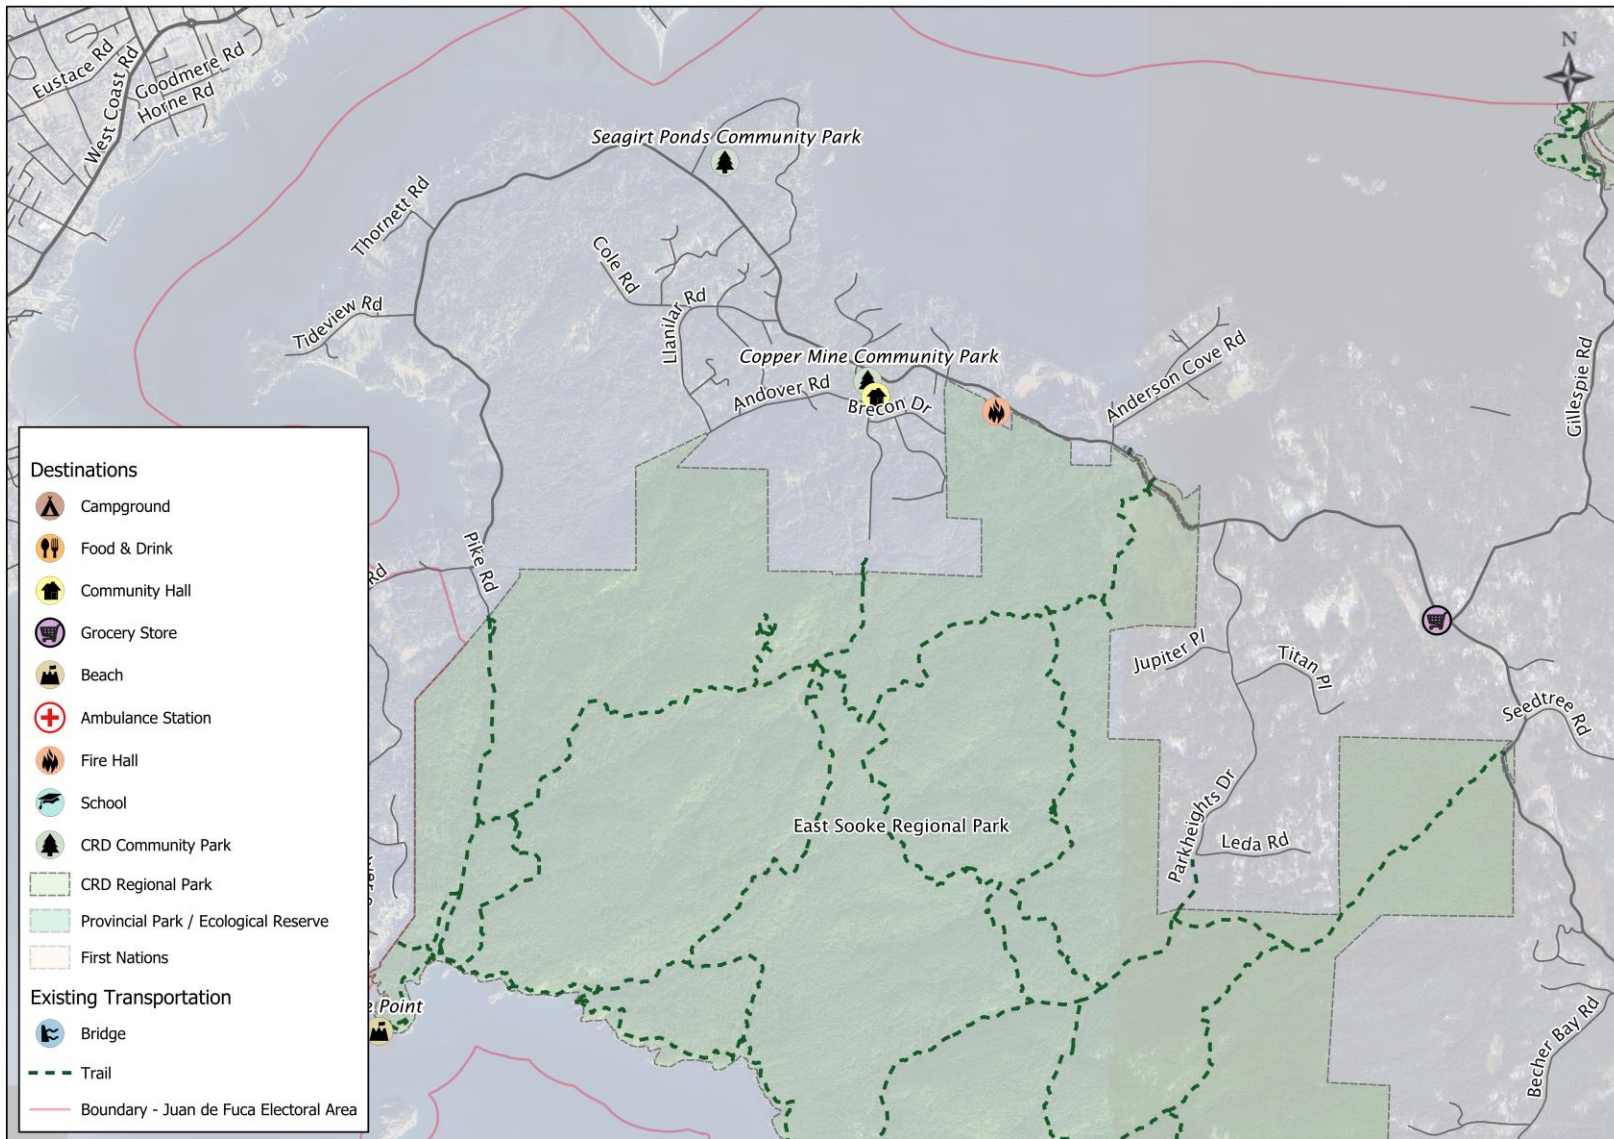 N
Eustace Rd
West Coast Rd
Goodmere Rd
Horne Rd
Seagirt Ponds Community Park
Thornett Rd
Cole Rd
Tideview Rd
Llanilar Rd
Copper Mine Community Park
Andover Rd
Brecon Dr
Anderson Cove Rd
Gillespie Rd
Pike Rd
Rd
Jupiter Pl
Titan Pl
Seedtree Rd
Parkheights Dr
Leda Rd
East Sooke Regional Park
Becher Bay Rd
e Point
Destinations
Campground
Food & Drink
Community Hall
Grocery Store
Beach
Ambulance Station
Fire Hall
School
CRD Community Park
CRD Regional Park
Provincial Park / Ecological Reserve
First Nations
Existing Transportation
Bridge
Trail
Boundary - Juan de Fuca Electoral Area